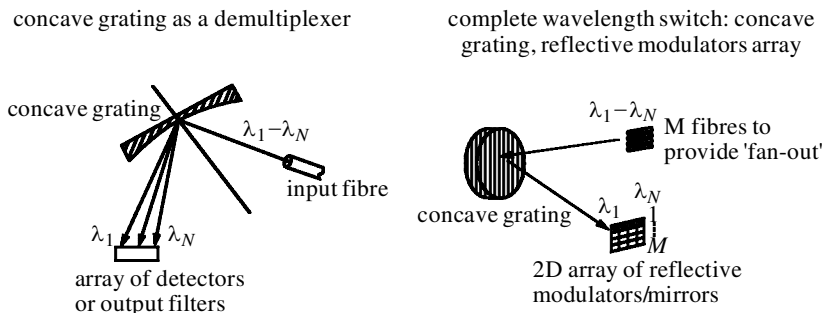 concave grating as a demultiplexer
concave grating
λ1–λN
input fibre
λ1
λN
array of detectors
or output filters
complete wavelength switch: concave
grating, reflective modulators array
λ1–λN
M fibres to
provide 'fan-out'
concave grating
λ1
λN
1
M
2D array of reflective
modulators/mirrors